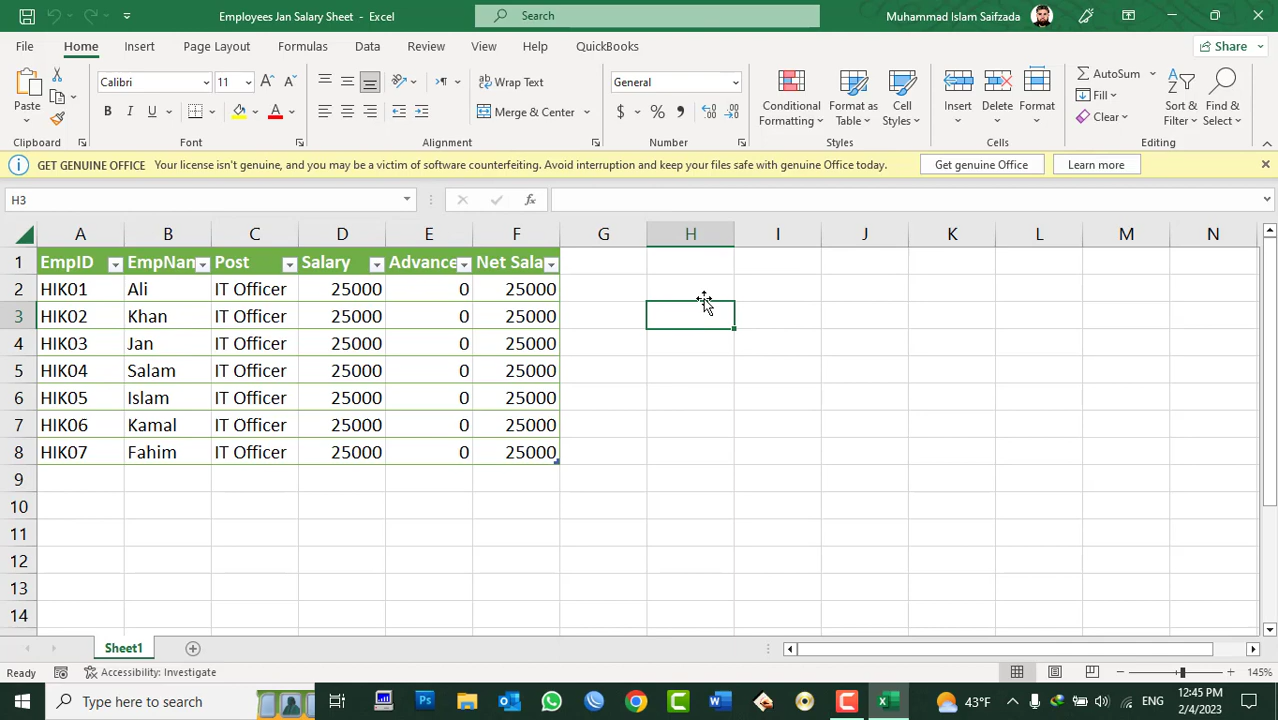 Employees Jan Salary Sheet - Excel
Search
Muhammad Islam Saifzada
File Home Insert Page Layout Formulas Data Review View Help QuickBooks
Share
Paste
Calibri 11
B I U
Wrap Text
Merge & Center
General
$ % ,
Conditional Formatting
Format as Table
Cell Styles
Insert Delete Format
AutoSum
Fill
Clear
Sort & Filter
Find & Select
Clipboard Font Alignment Number Styles Cells Editing
GET GENUINE OFFICE Your license isn't genuine, and you may be a victim of software counterfeiting. Avoid interruption and keep your files safe with genuine Office today.
Get genuine Office
Learn more
H3
fx
A B C D E F G H I J K L M N
1 EmpID EmpNan Post Salary Advance Net Sala
2 HIK01 Ali IT Officer 25000 0 25000
3 HIK02 Khan IT Officer 25000 0 25000
4 HIK03 Jan IT Officer 25000 0 25000
5 HIK04 Salam IT Officer 25000 0 25000
6 HIK05 Islam IT Officer 25000 0 25000
7 HIK06 Kamal IT Officer 25000 0 25000
8 HIK07 Fahim IT Officer 25000 0 25000
9
10
11
12
13
14
Sheet1
Ready
Accessibility: Investigate
145%
Type here to search
43°F
ENG
12:45 PM
2/4/2023